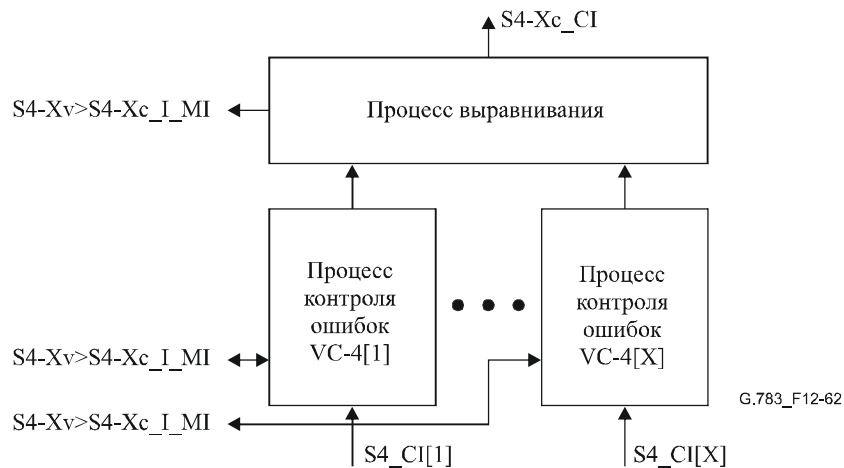 S4-Xc_CI
S4-Xv>S4-Xc_I_MI
Процесс выравнивания
Процесс
контроля
ошибок
VC-4[1]
Процесс
контроля
ошибок
VC-4[X]
S4-Xv>S4-Xc_I_MI
S4-Xv>S4-Xc_I_MI
G.783_F12-62
S4_CI[1]
S4_CI[X]